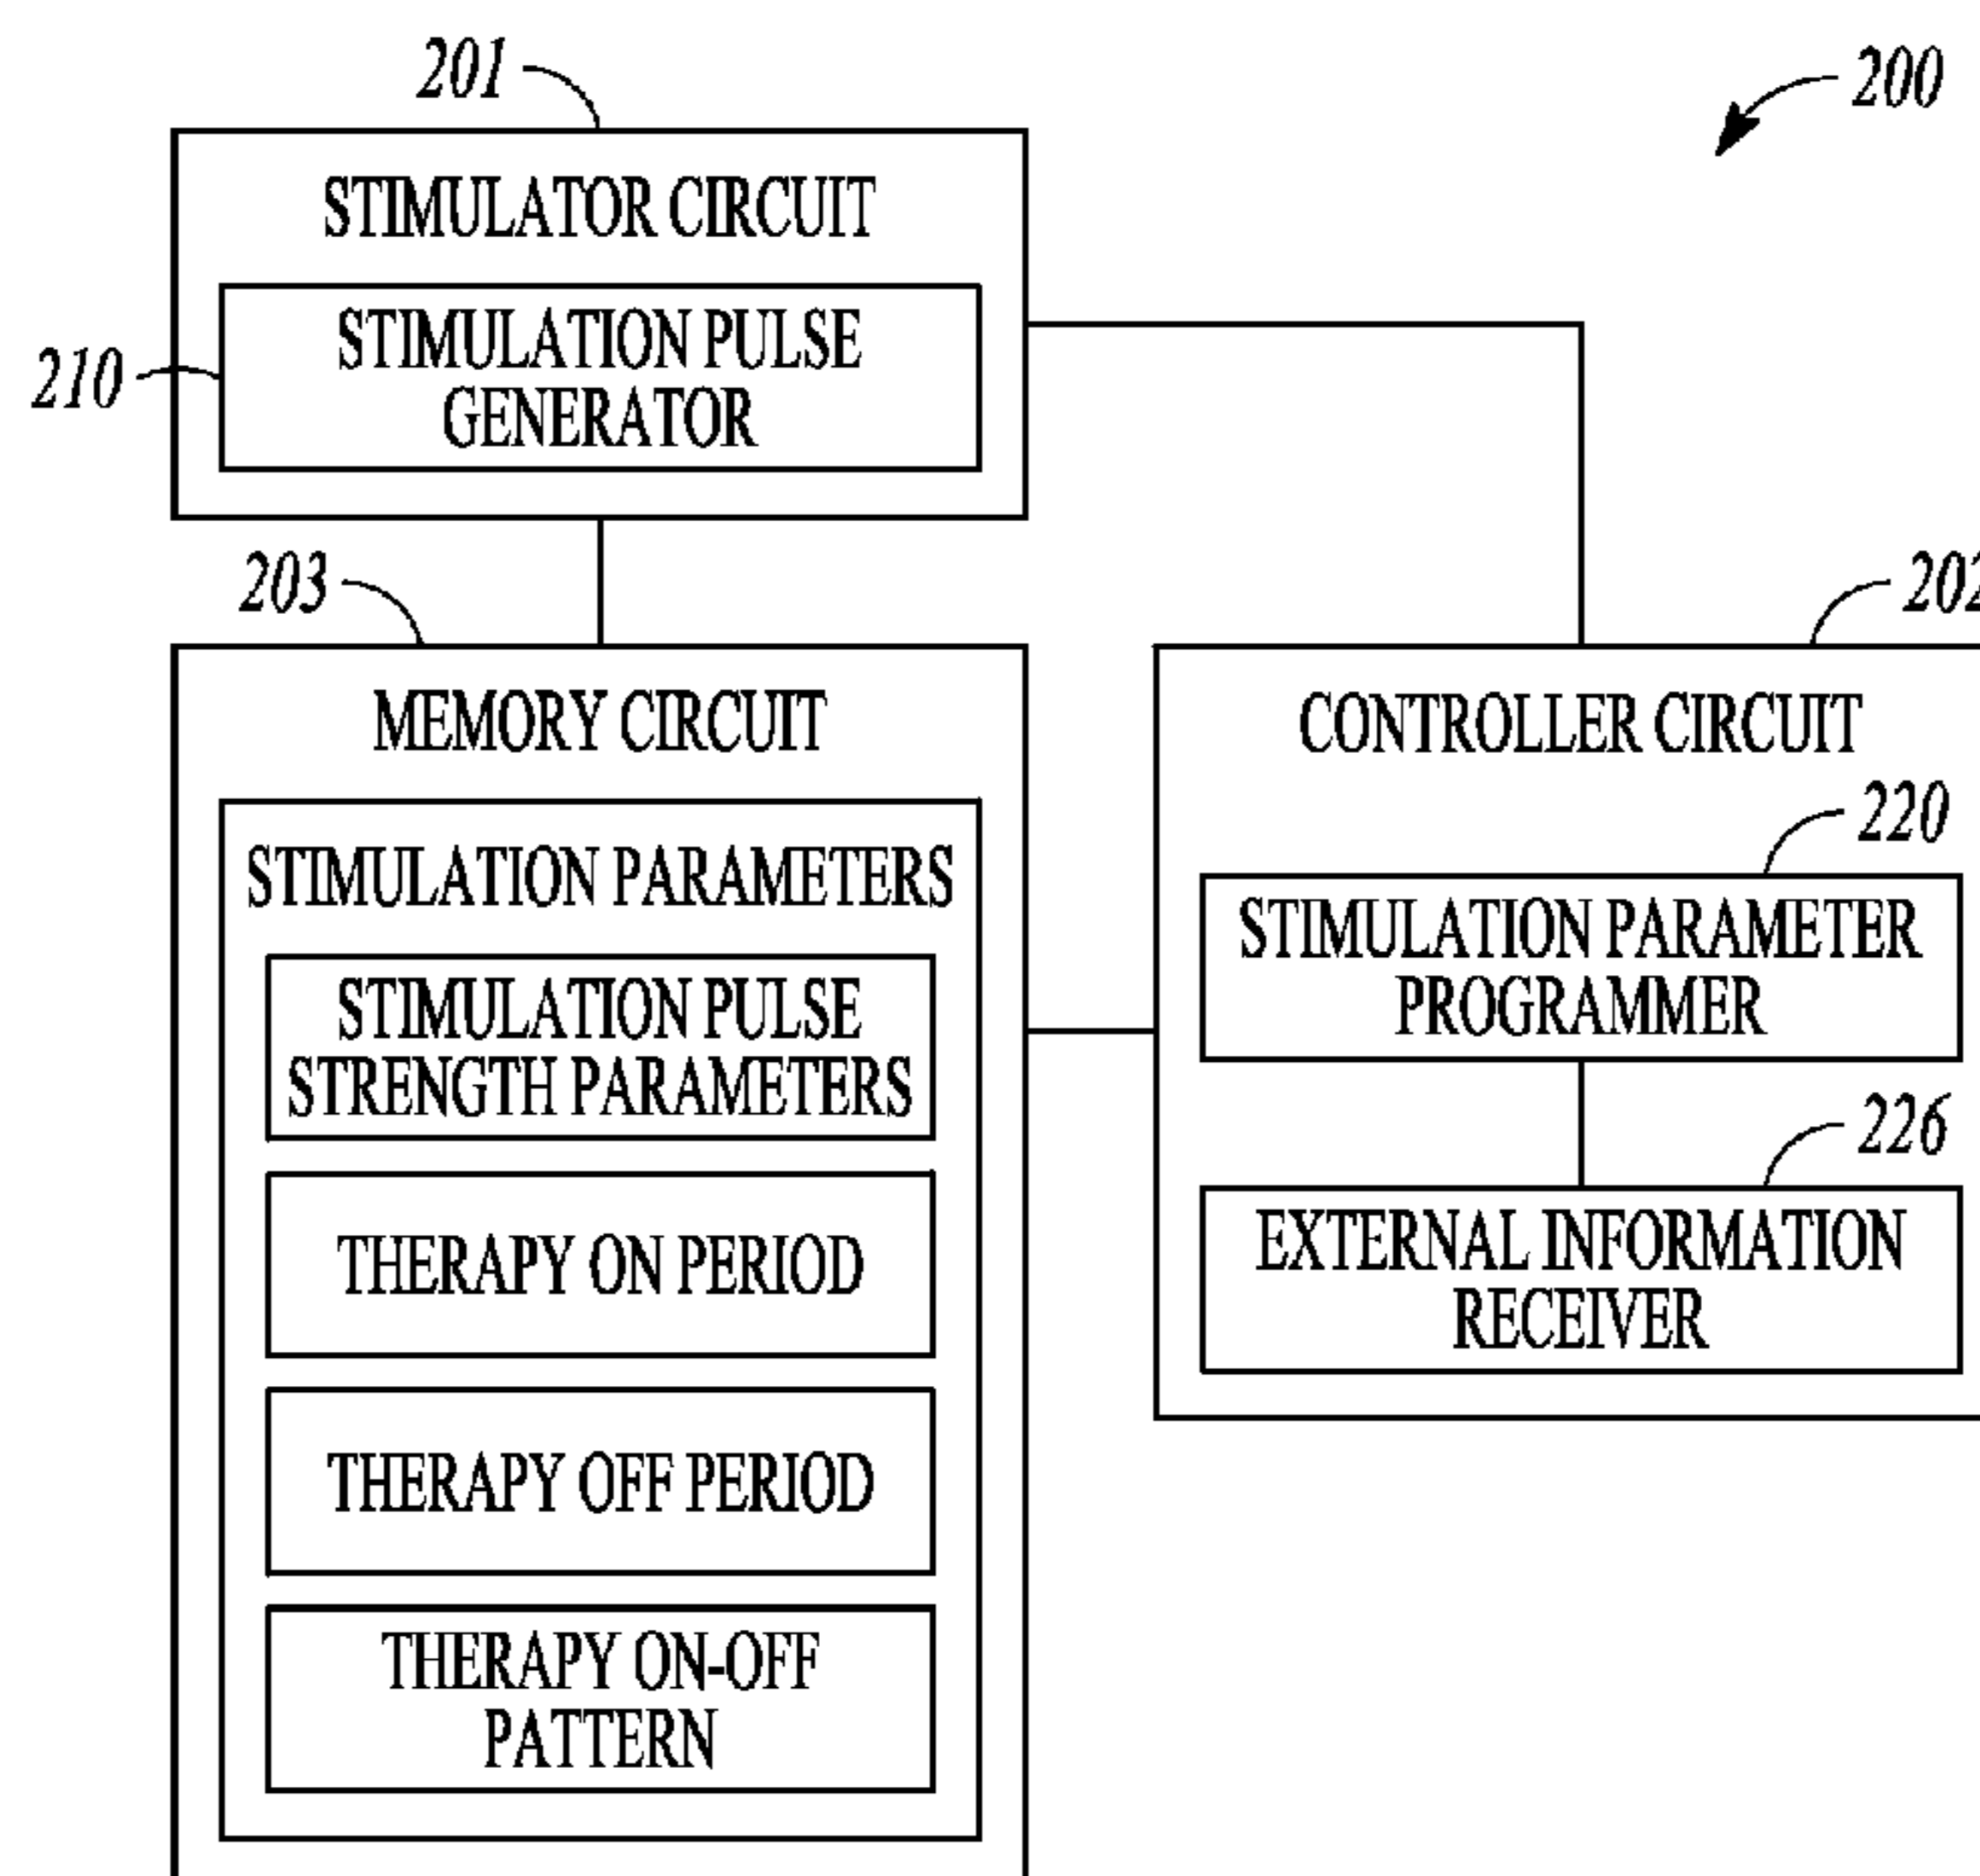 201
200
STIMULATOR CIRCUIT
STIMULATION PULSE
GENERATOR
210
203
202
MEMORY CIRCUIT
STIMULATION PARAMETERS
STIMULATION PULSE
STRENGTH PARAMETERS
THERAPY ON PERIOD
THERAPY OFF PERIOD
THERAPY ON-OFF
PATTERN
CONTROLLER CIRCUIT
220
STIMULATION PARAMETER
PROGRAMMER
226
EXTERNAL INFORMATION
RECEIVER